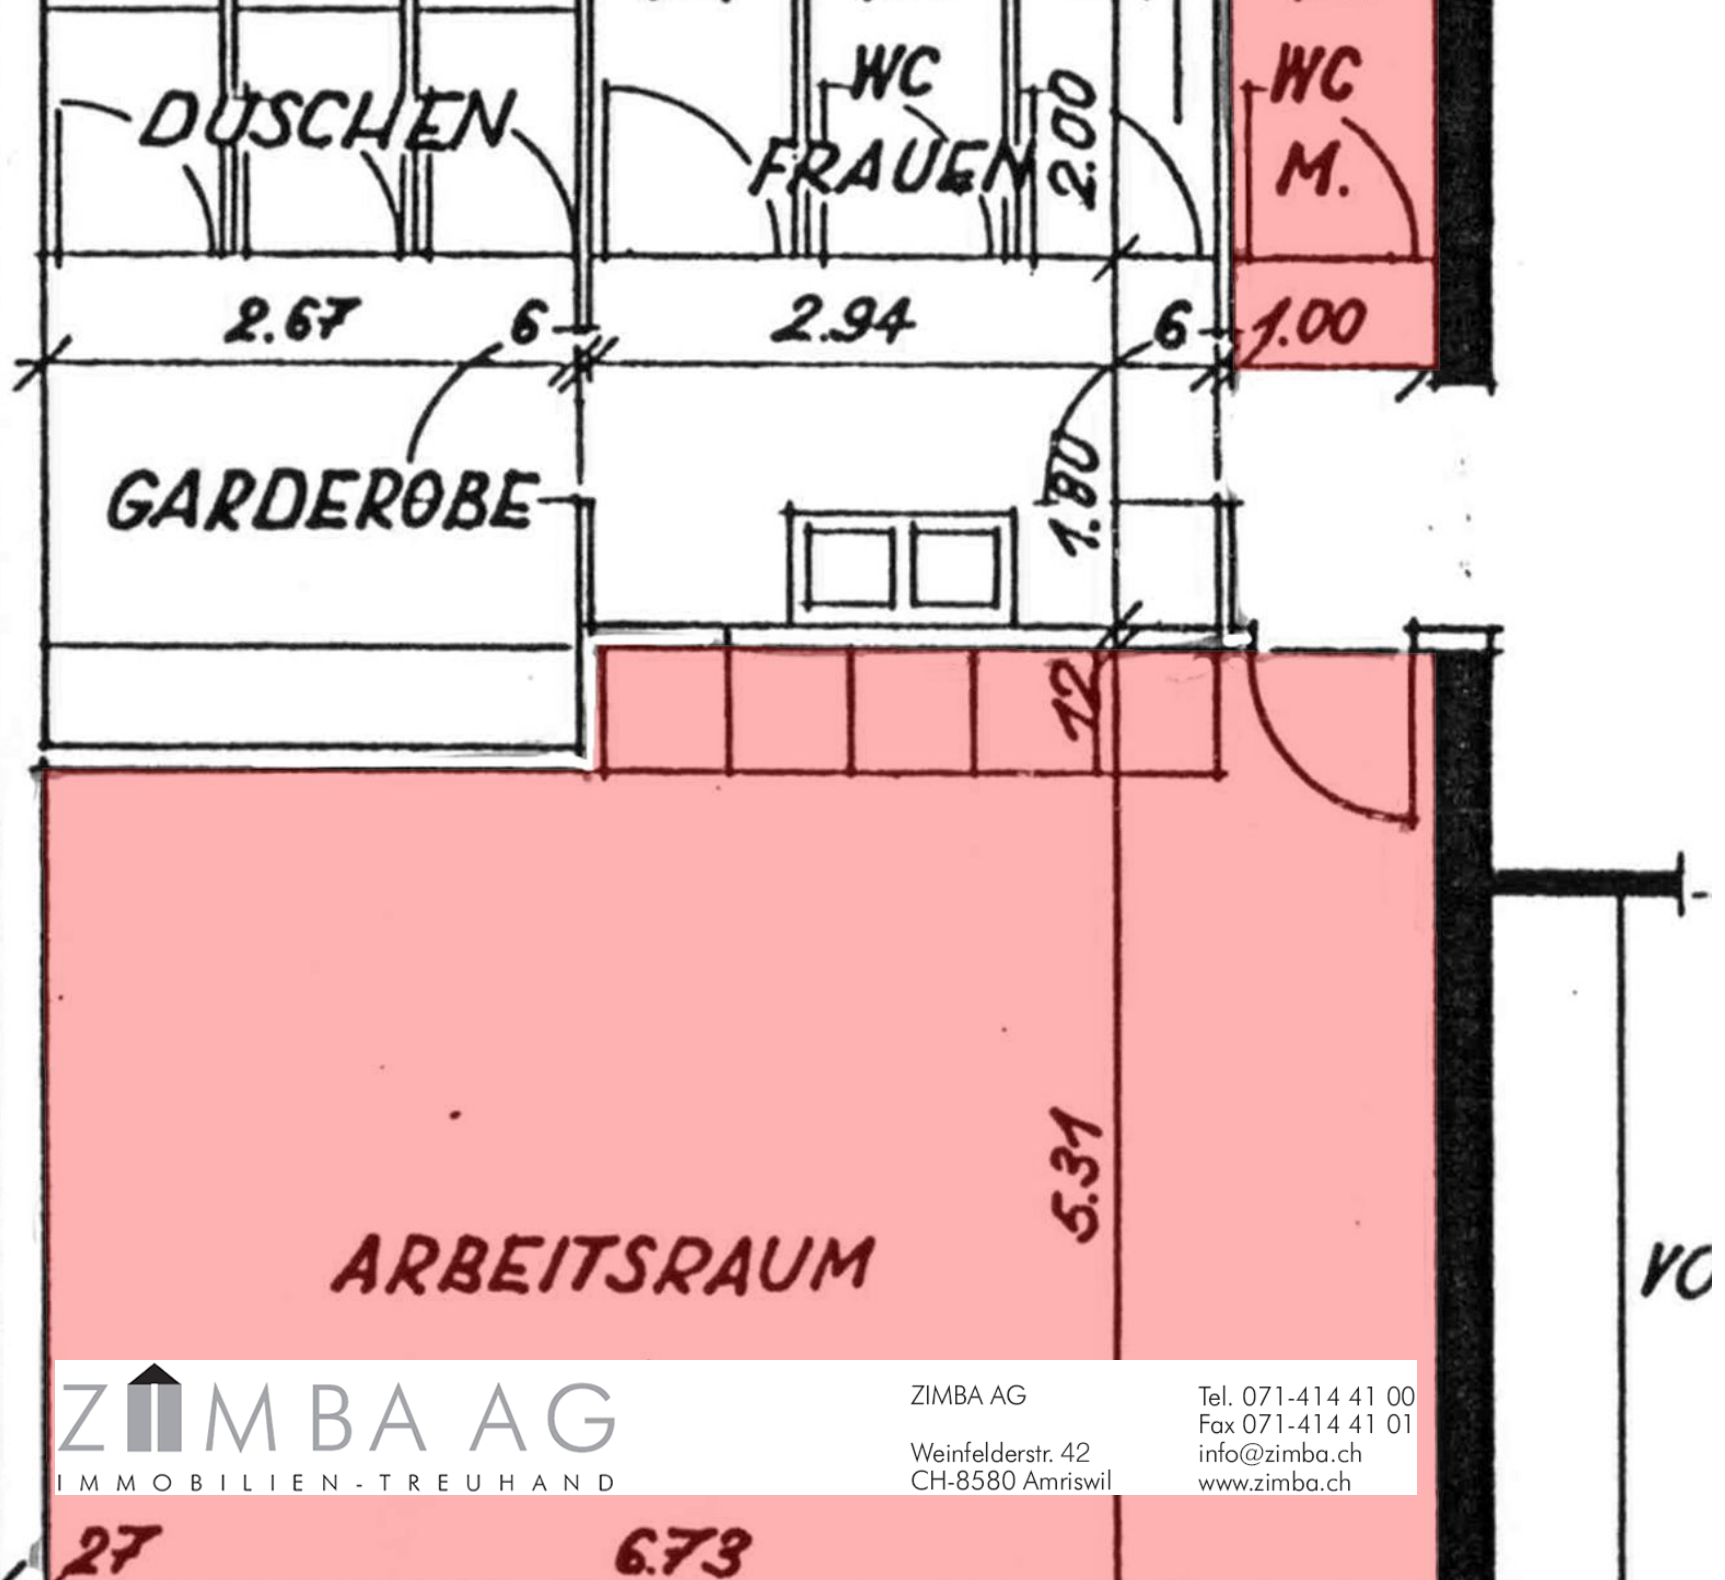 DUSCHEN
WC
FRAUEN
2.00
WC
M.
2.67
6
2.94
6
1.00
GARDEROBE
1.80
12
5.31
ARBEITSRAUM
ZIMBA AG
IMMOBILIEN-TREUHAND
ZIMBA AG
Weinfelderstr. 42
CH-8580 Amriswil
Tel. 071-414 41 00
Fax 071-414 41 01
info@zimba.ch
www.zimba.ch
27
6.73